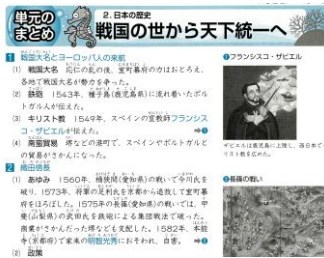 単元の
まとめ
2. 日本の歴史
戦国の世から天下統一へ
1 戦国大名とヨーロッパ人の来航
(1) 戦国大名 応仁の乱の後、室町幕府の力はおとろえ、
各地で戦国大名が勢力を争った。
(2) 鉄砲 1543年、種子島(鹿児島県)に流れ着いたポル
トガル人が伝えた。
(3) キリスト教 1549年、スペインの宣教師フランシス
コ・ザビエルが伝えた。 ➡❶
(4) 南蛮貿易 堺などの港町で、スペインやポルトガルと
の貿易がさかんになった。
2 織田信長
(1) あゆみ 1560年、桶狭間(愛知県)の戦いで今川氏を
破り、1573年、将軍の足利氏を京都から追放して室町幕
府をほろぼした。1575年の長篠(愛知県)の戦いでは、甲
斐(山梨県)の武田氏を鉄砲による集団戦法で破った。
商業がさかんだった堺なども支配した。1582年、本能
寺(京都府)で家来の明智光秀におそわれ、自害。 ➡❷
(2) 政策
❶フランシスコ・ザビエル
ザビエルは鹿児島に上陸し、西日本で
リスト教を広めた。
❷長篠の戦い